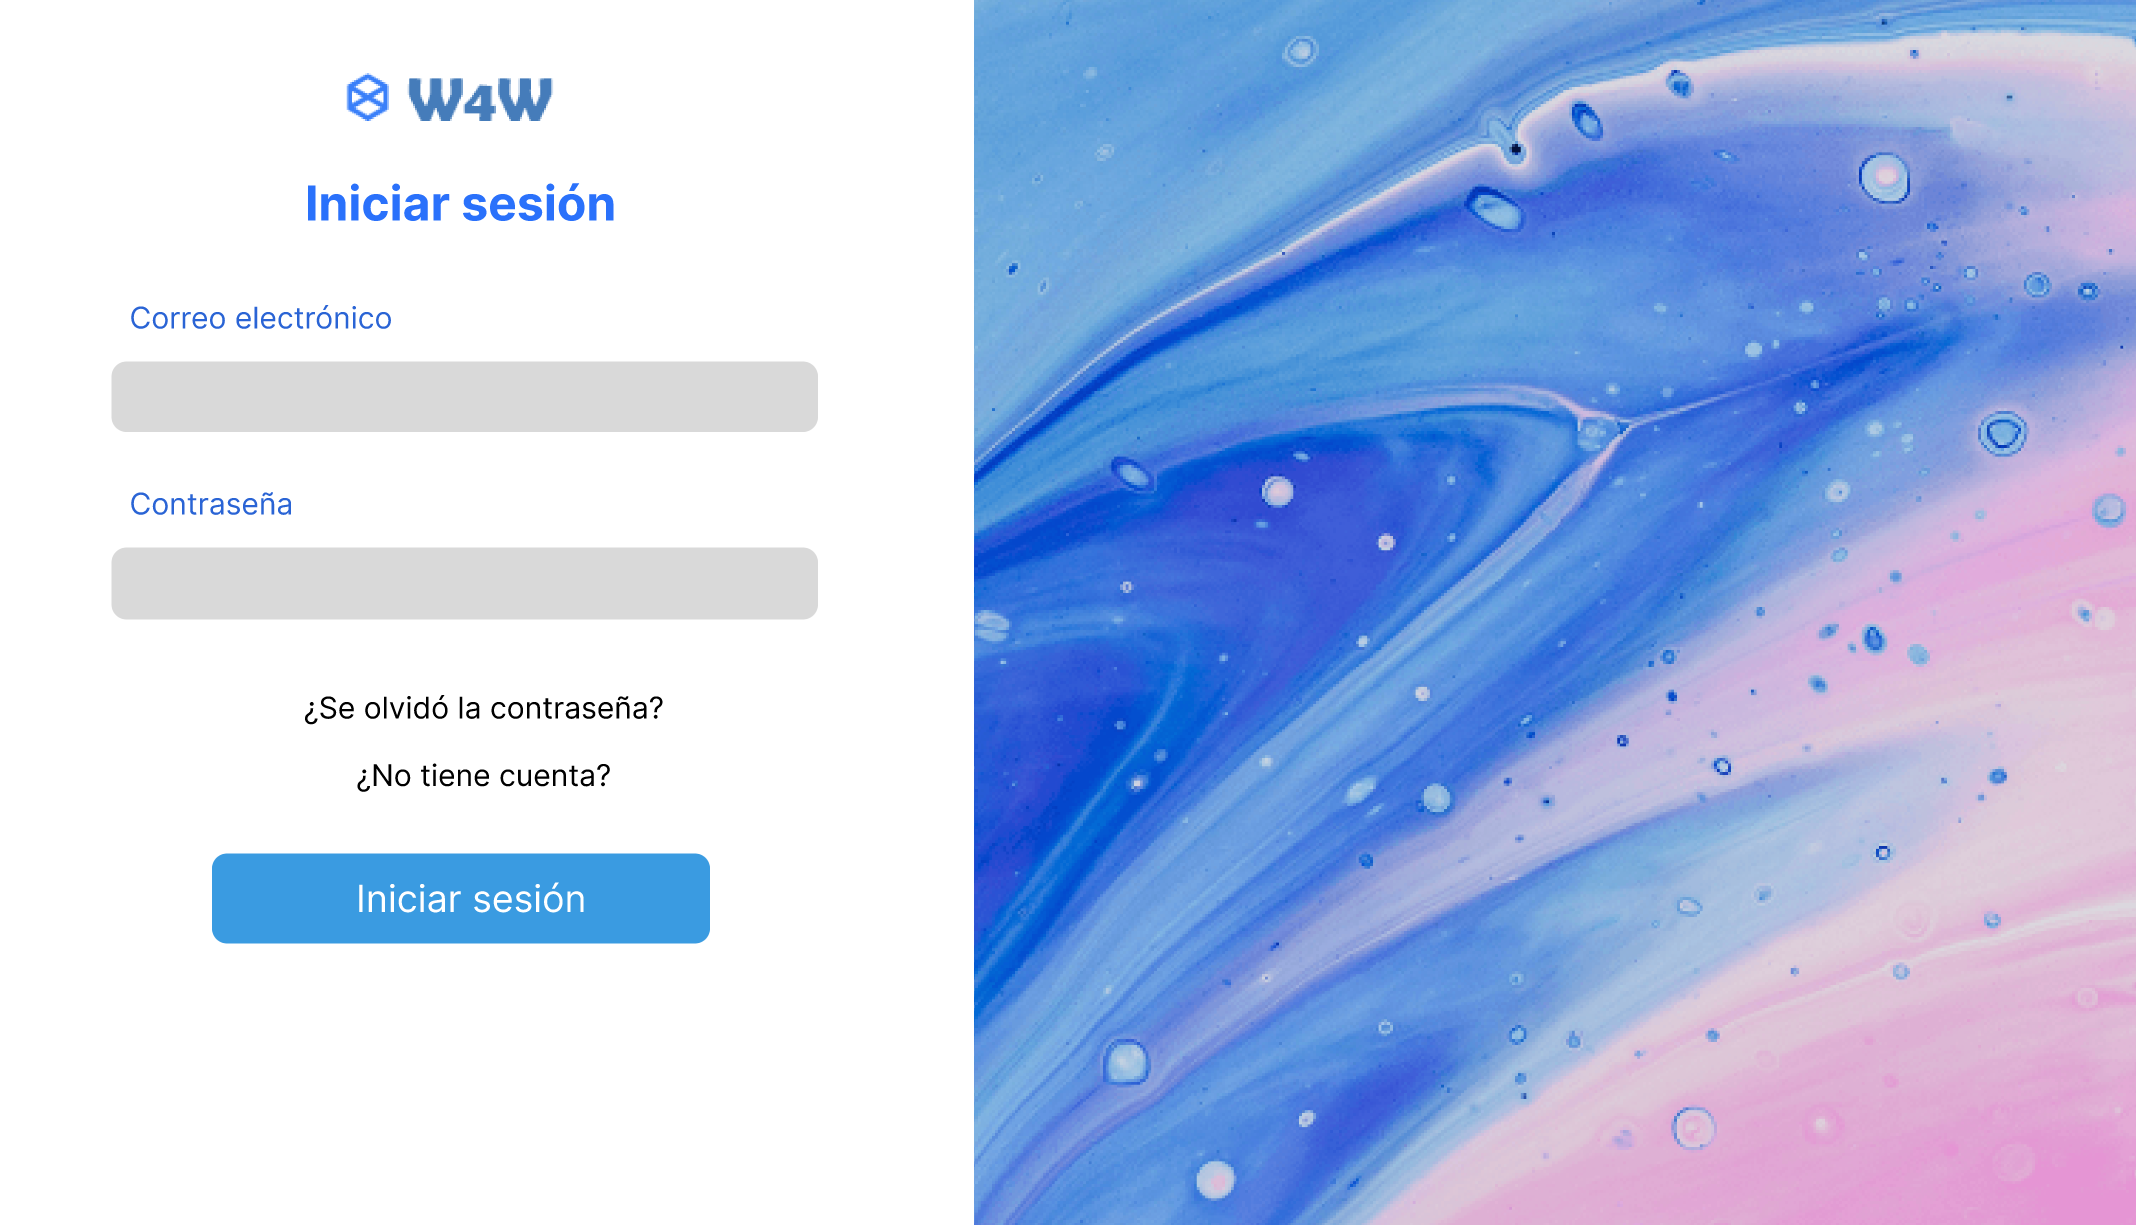 W4W
Iniciar sesión
Correo electrónico
Contraseña
¿Se olvidó la contraseña?
¿No tiene cuenta?
Iniciar sesión